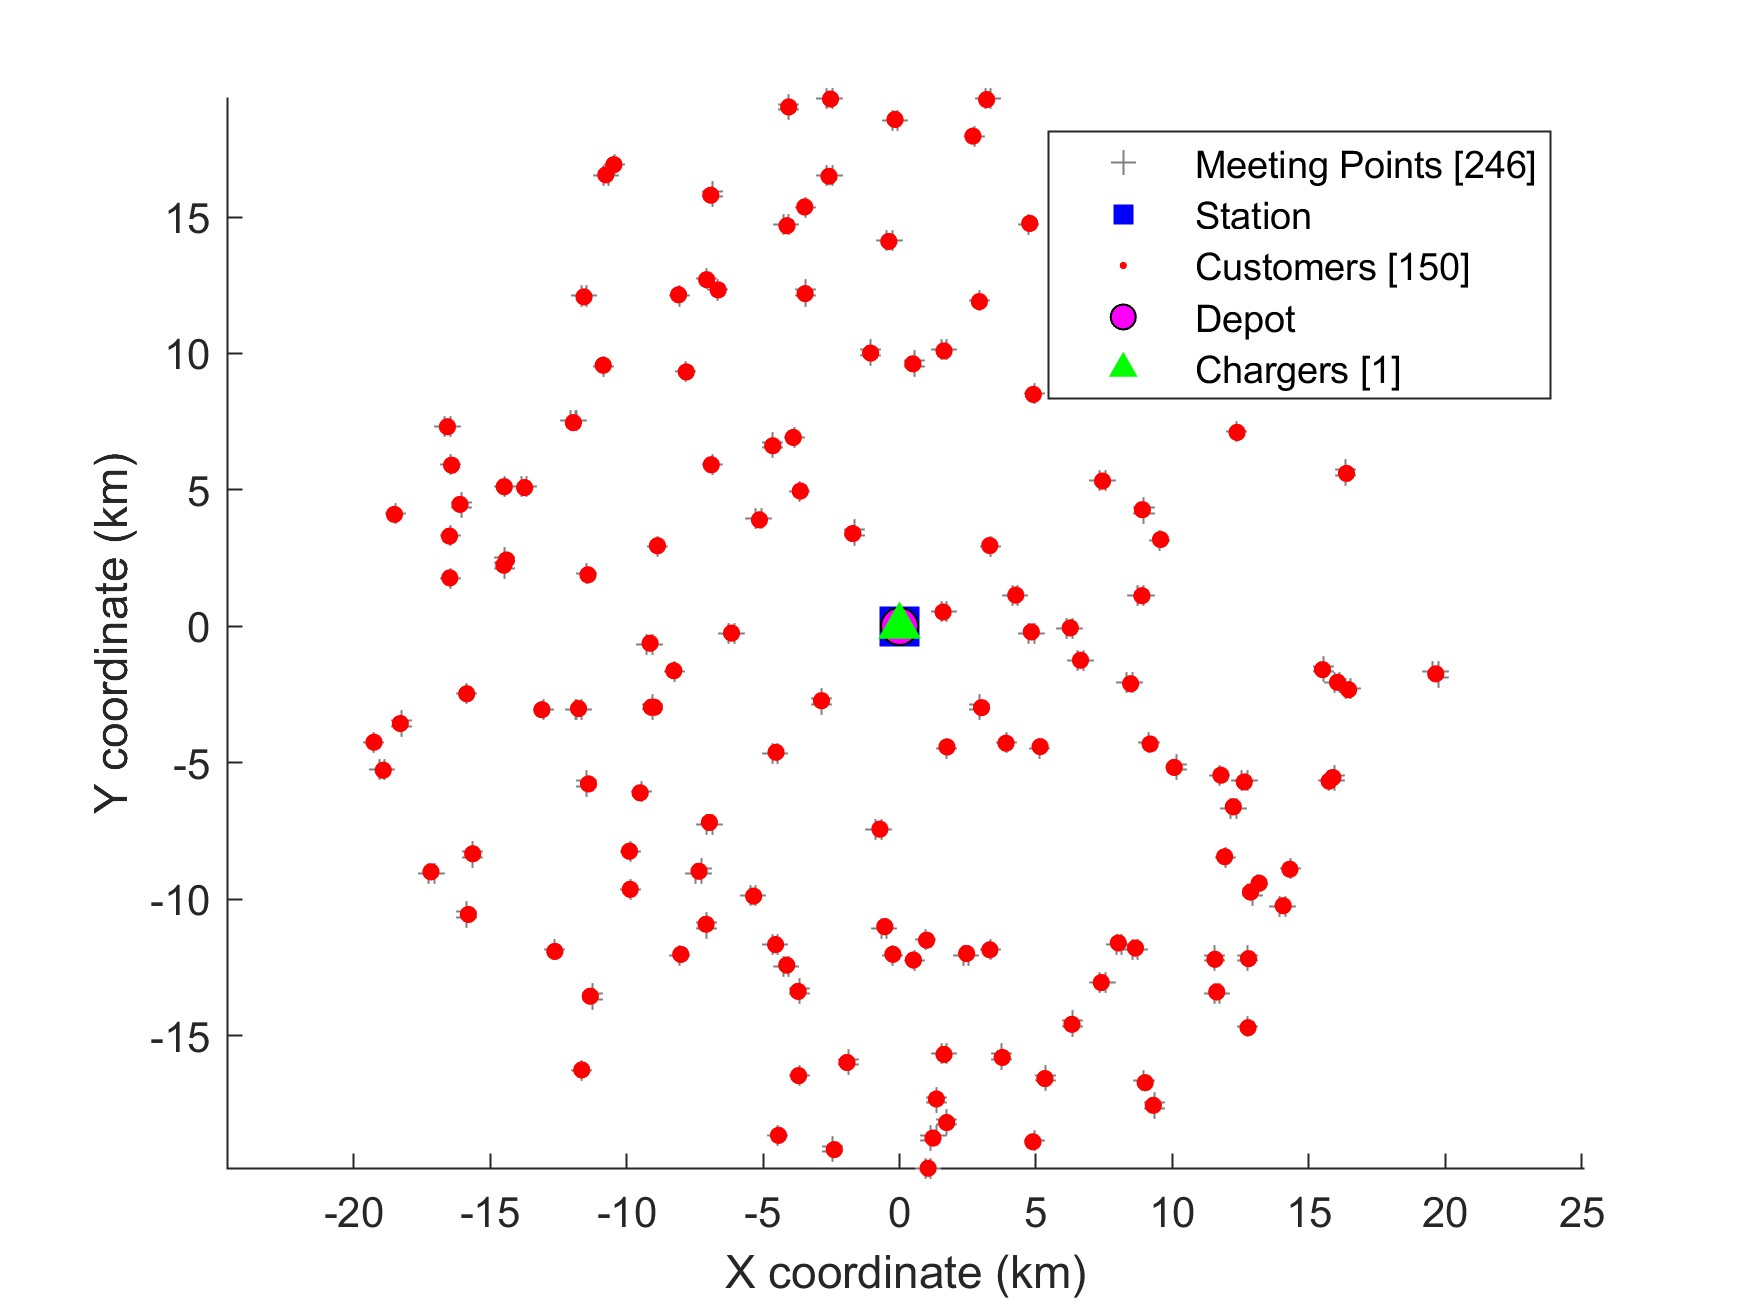 Meeting Points [246]
Station
Customers [150]
Depot
Chargers [1]
15
10
5
0
-5
-10
-15
Y coordinate (km)
-20 -15 -10 -5 0 5 10 15 20 25
X coordinate (km)